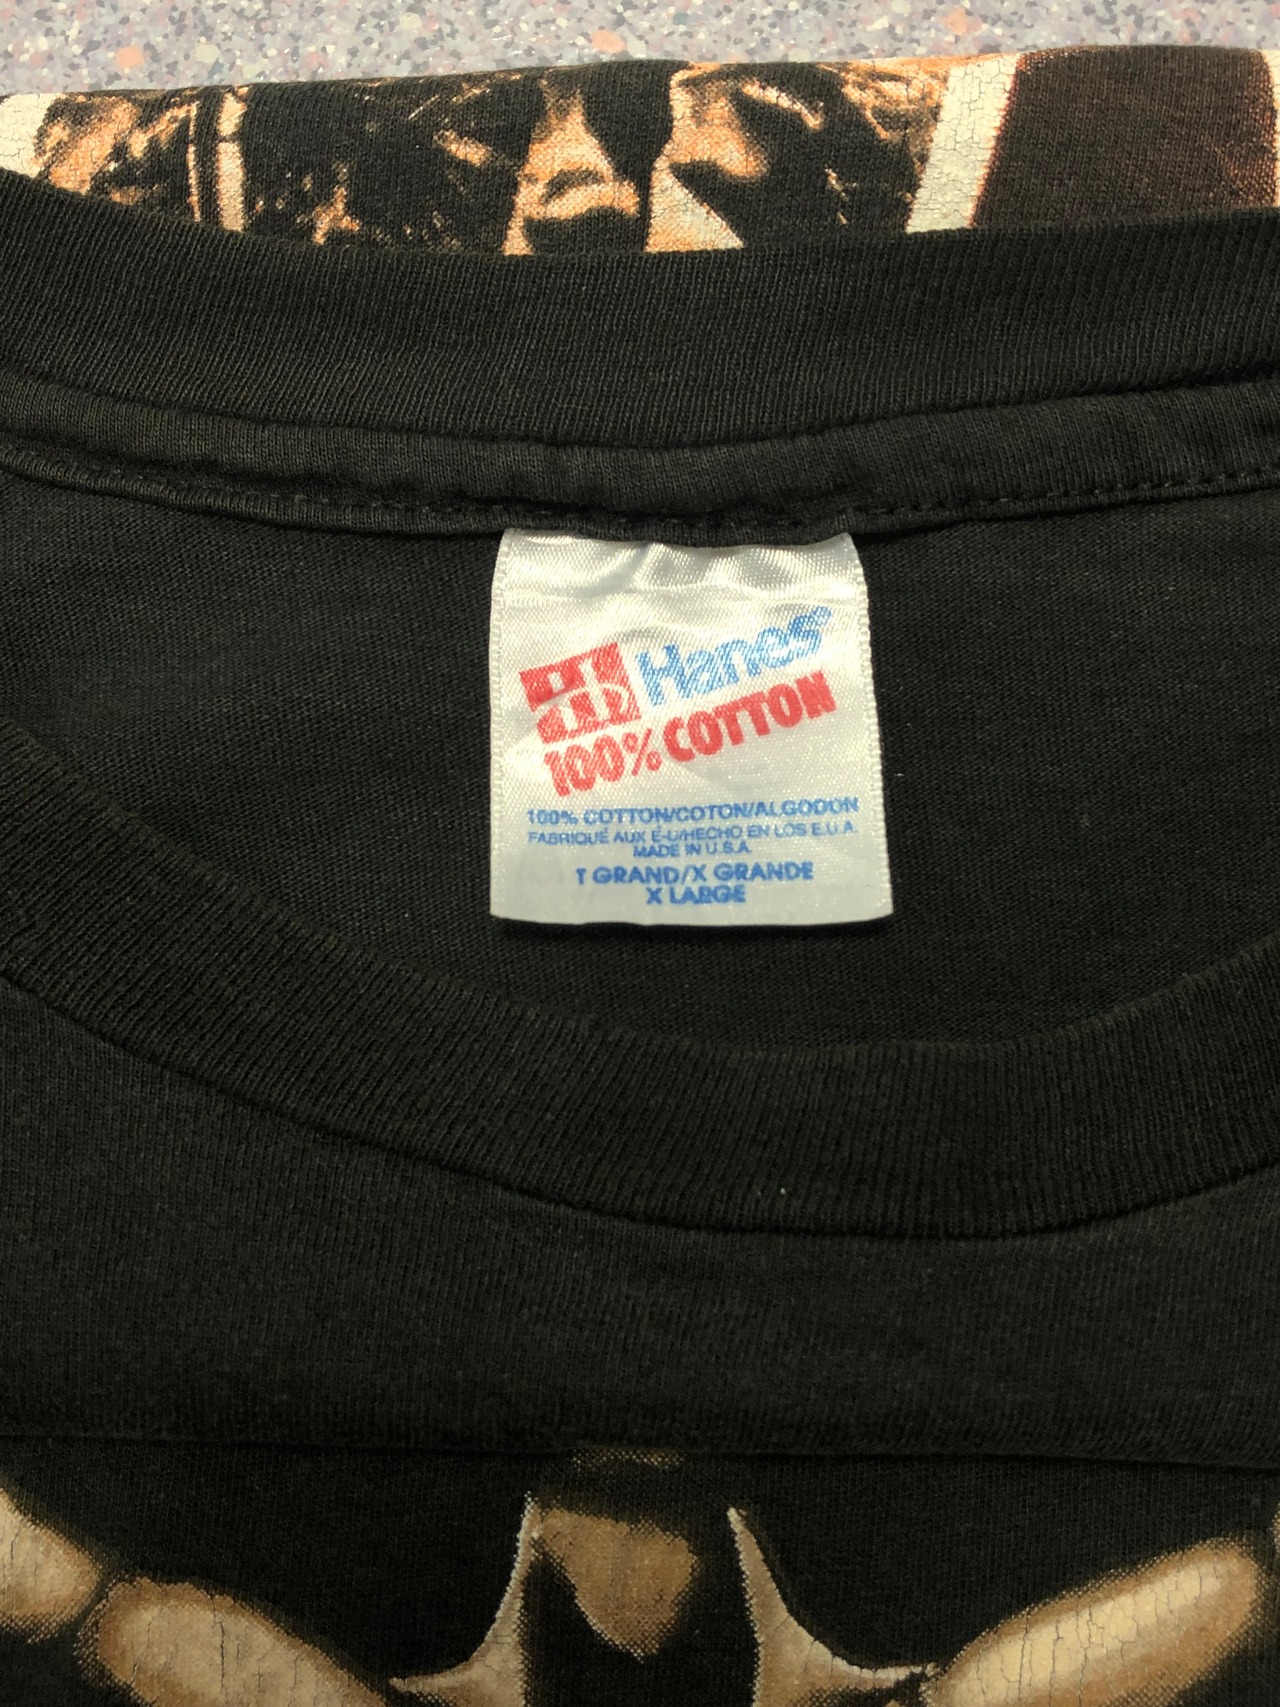 Hanes®
100% COTTON
100% COTTON/COTON/ALGODON
FABRIQUÉ AUX É-U/HECHO EN LOS E.U.A.
MADE IN U.S.A.
T GRAND/X GRANDE
X LARGE